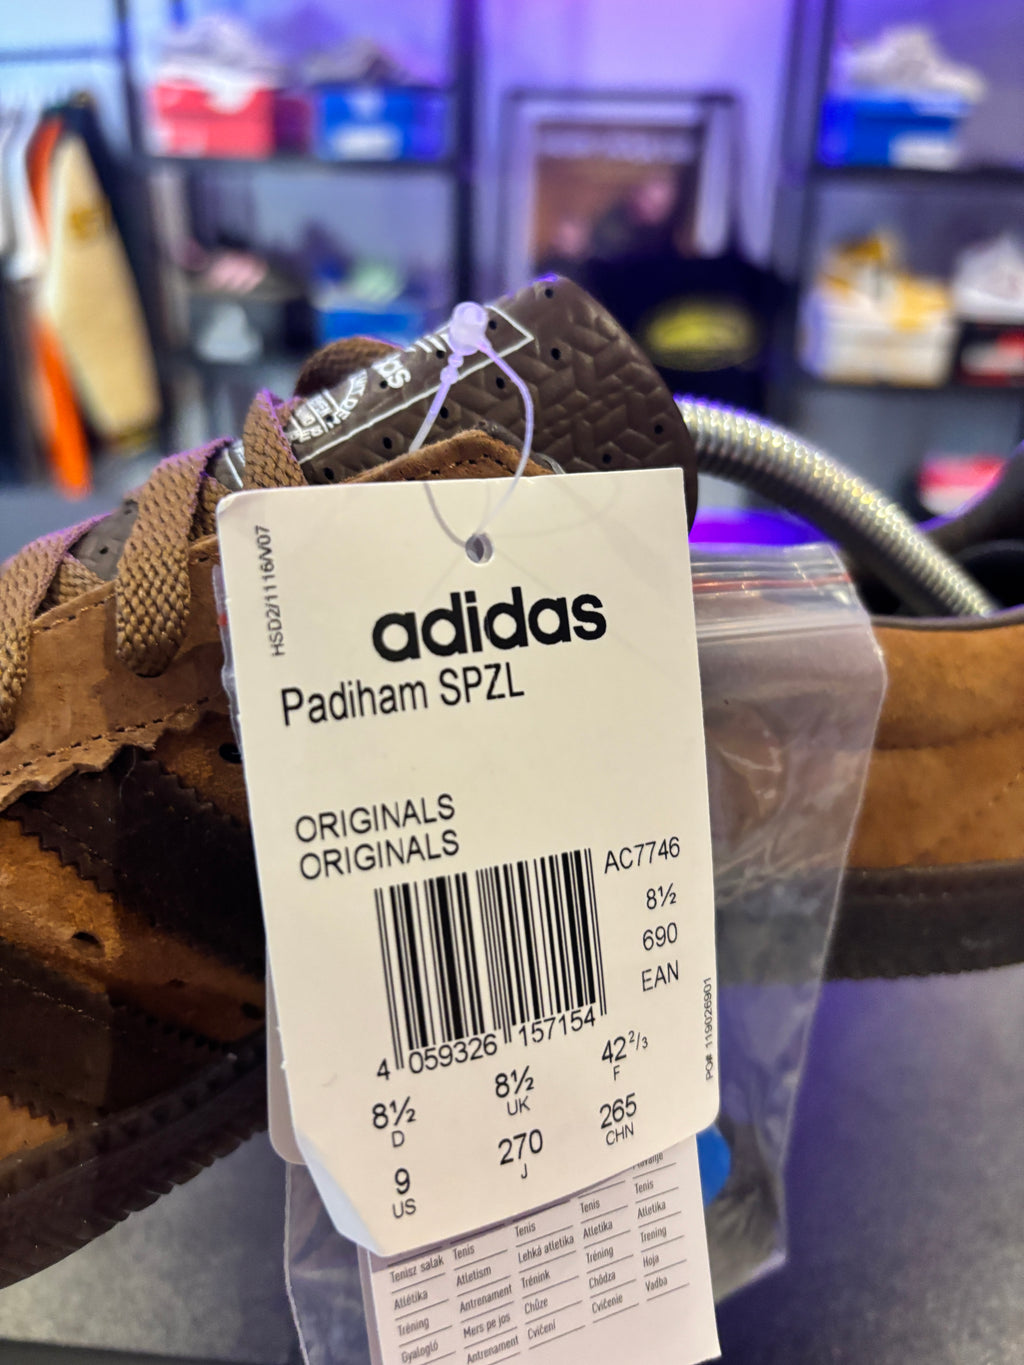 HSD2/1116/V07
adidas
Padiham SPZL
ORIGINALS
ORIGINALS
AC7746
8½
690
EAN
PO# 119026901
4 059326 157154
8½ D
8½ UK
42 2/3 F
9 US
270 J
265 CHN
Plavanje
Tenisz salak Tenis Tenis Tenis Tenis
Atlétika Atletism Lehká atletika Atletika Atletika
Tréning Antrenament Trénink Tréning Trening
Gyalogló Mers pe jos Chůze Chôdza Hoja
Antrenament Cvičení Cvičenie Vadba